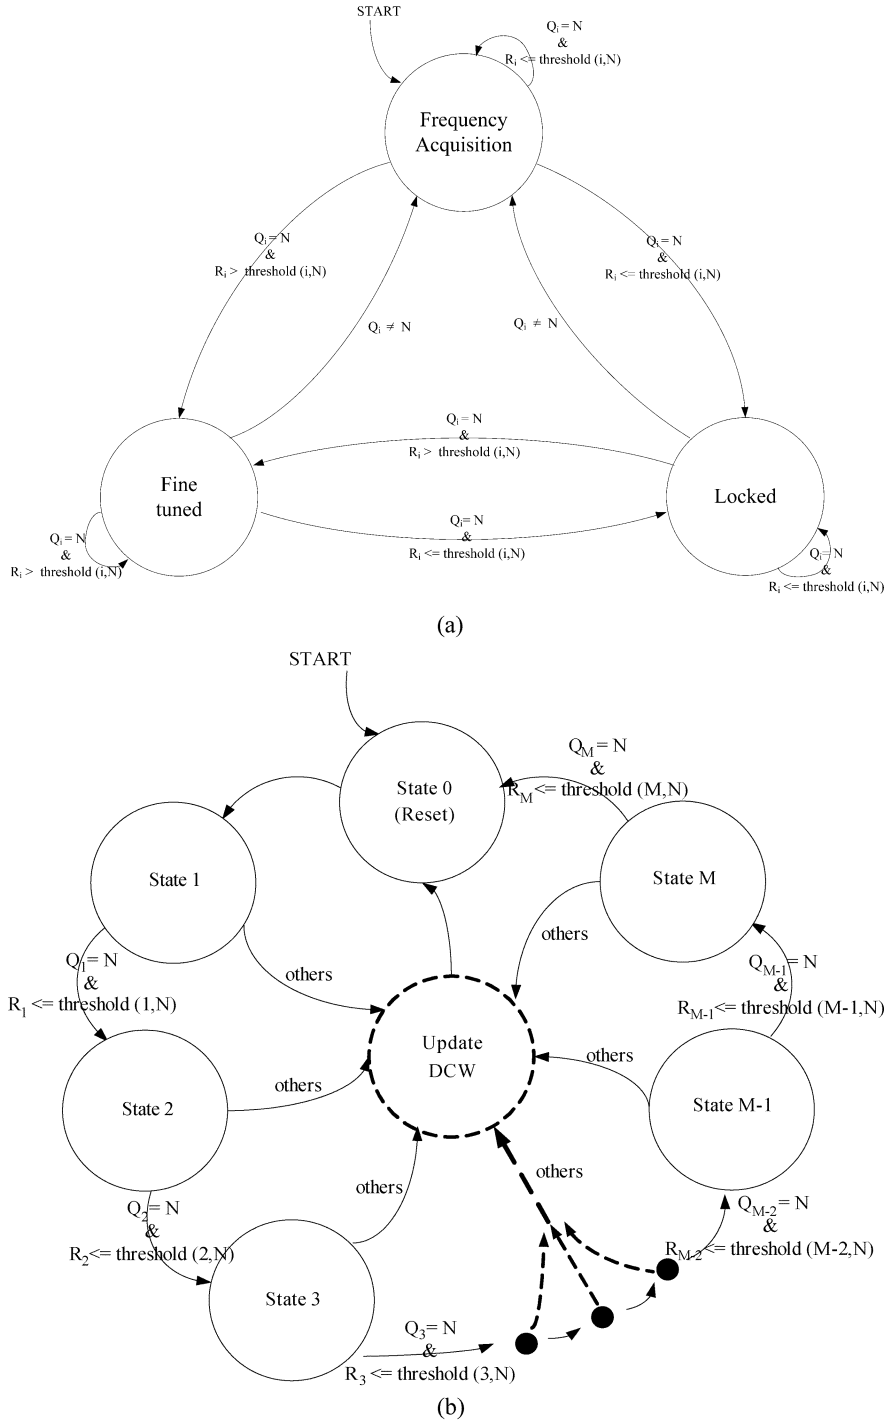 START
Qi = N
&
Ri <= threshold (i,N)
Frequency
Acquisition
Qi = N
&
Ri > threshold (i,N)
Qi = N
&
Ri <= threshold (i,N)
Qi ≠ N
Qi ≠ N
Qi = N
&
Ri > threshold (i,N)
Fine
tuned
Locked
Qi = N
&
Ri <= threshold (i,N)
Qi = N
&
Ri > threshold (i,N)
Qi = N
&
Ri <= threshold (i,N)
(a)
START
State 0
(Reset)
QM = N
&
RM <= threshold (M,N)
State 1
State M
others
others
Q1 = N
&
R1 <= threshold (1,N)
QM-1 = N
&
RM-1 <= threshold (M-1,N)
Update
DCW
others
others
State 2
State M-1
others
others
Q2 = N
&
R2 <= threshold (2,N)
QM-2 = N
&
RM-2 <= threshold (M-2,N)
State 3
Q3 = N
&
R3 <= threshold (3,N)
(b)